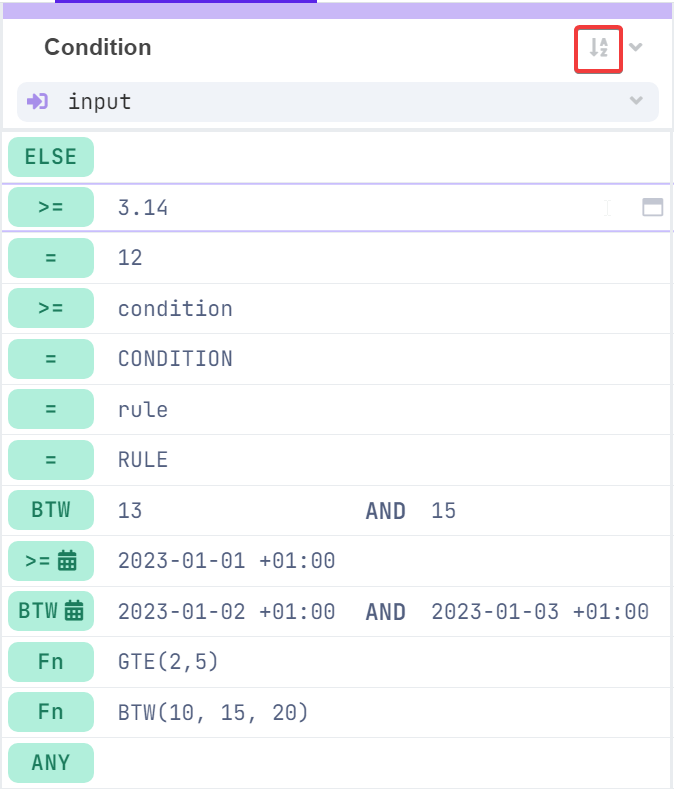 Condition
input
ELSE
>= 3.14
= 12
>= condition
= CONDITION
= rule
= RULE
BTW 13 AND 15
>= 2023-01-01 +01:00
BTW 2023-01-02 +01:00 AND 2023-01-03 +01:00
Fn GTE(2,5)
Fn BTW(10, 15, 20)
ANY